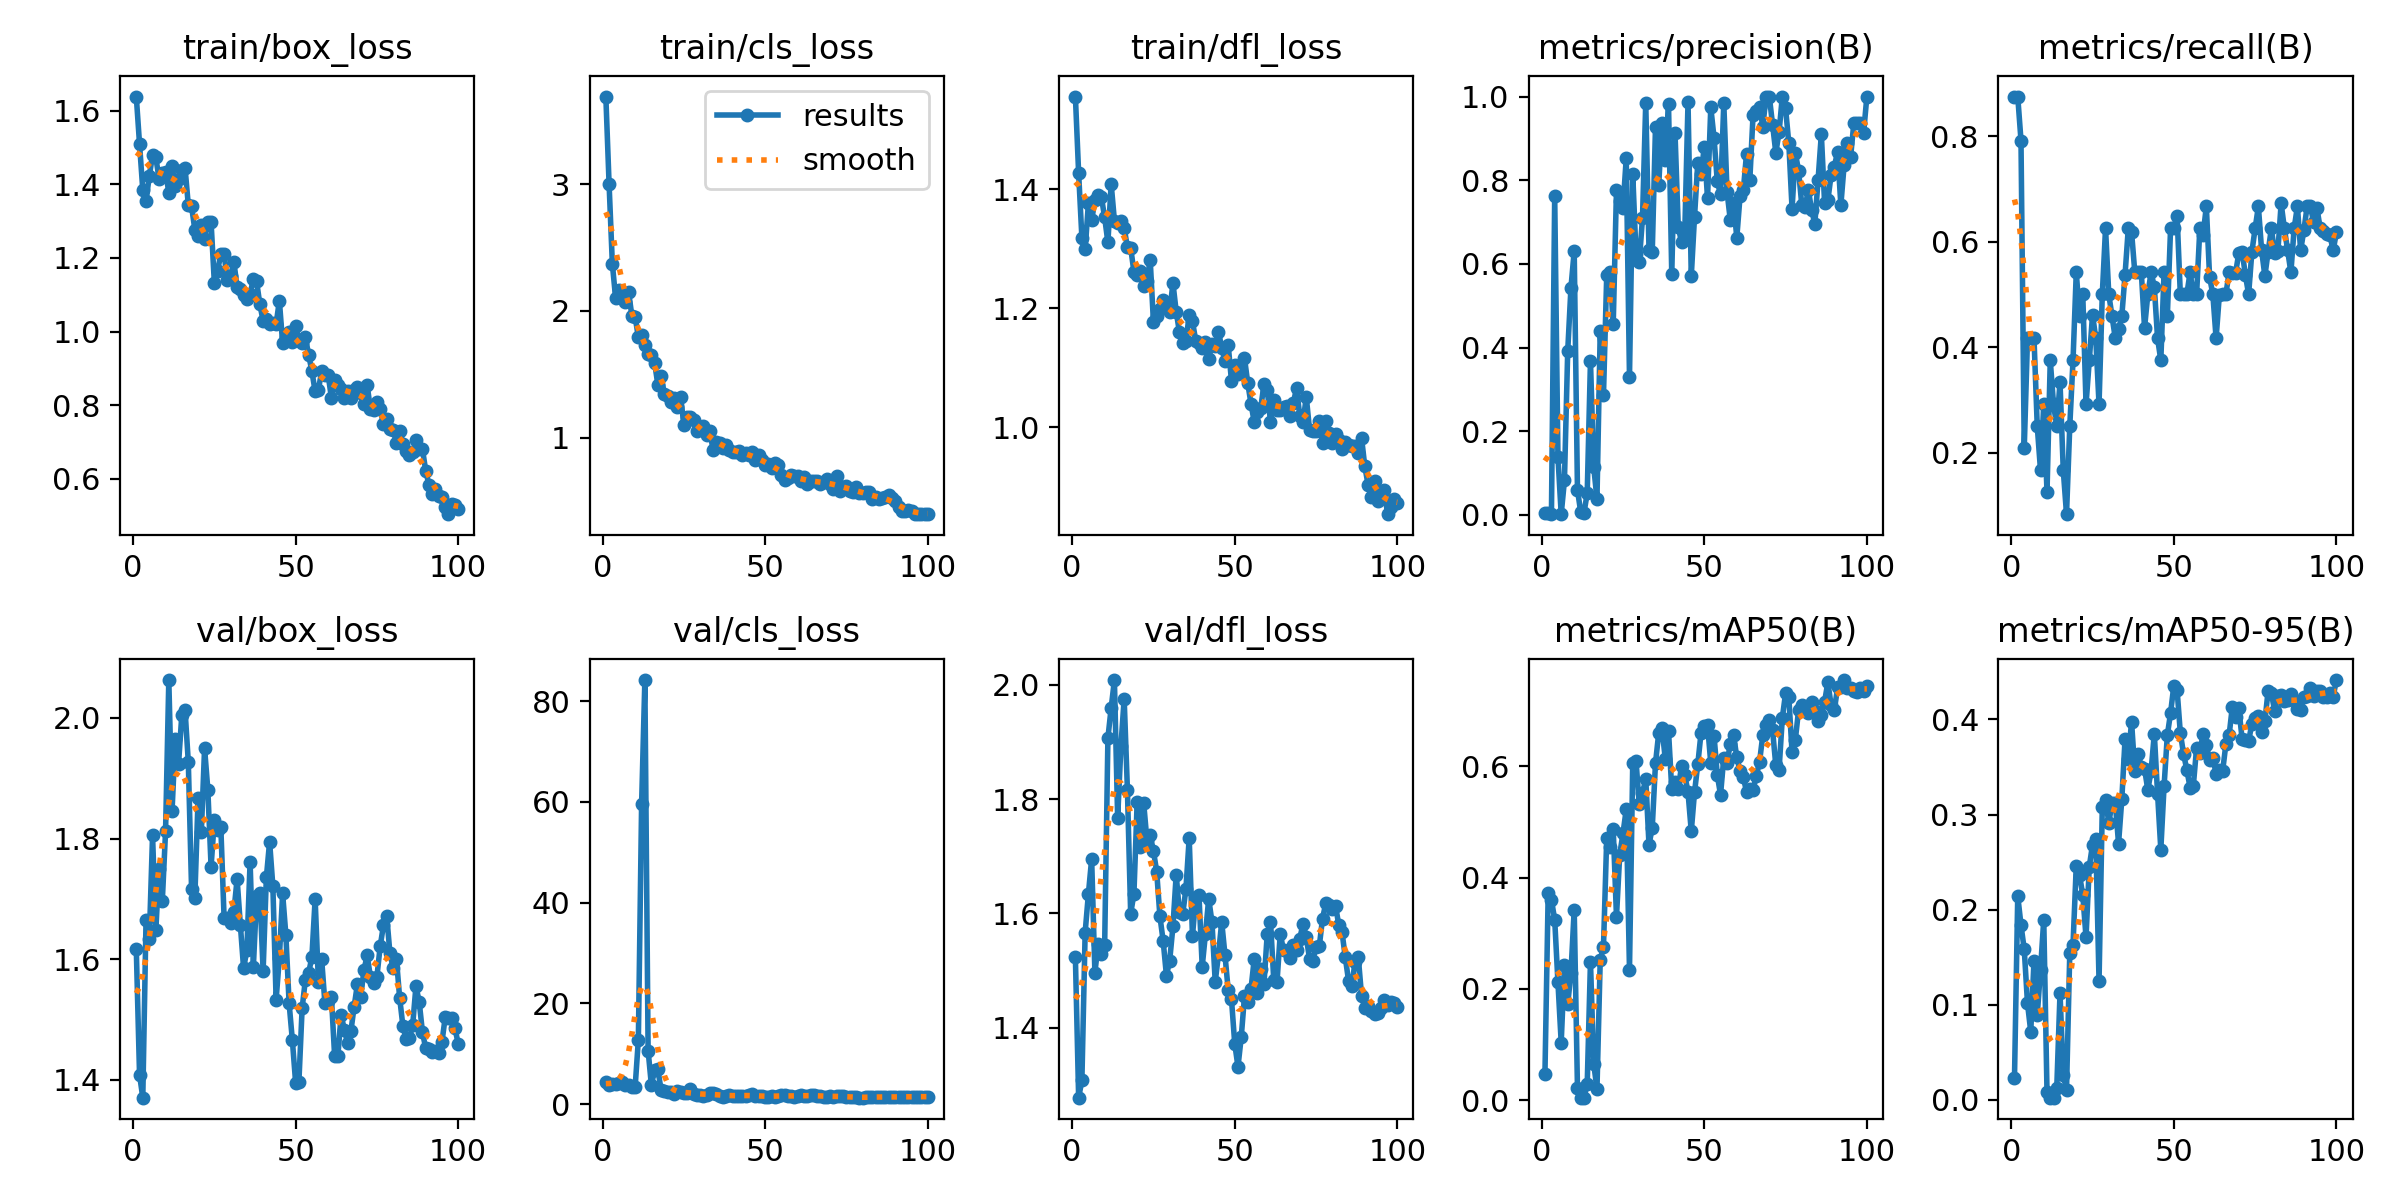 train/box_loss
1.6
1.4
1.2
1.0
0.8
0.6
0 50 100
train/cls_loss
results
smooth
3
2
1
0 50 100
train/dfl_loss
1.4
1.2
1.0
0 50 100
metrics/precision(B)
1.0
0.8
0.6
0.4
0.2
0.0
0 50 100
metrics/recall(B)
0.8
0.6
0.4
0.2
0 50 100
val/box_loss
2.0
1.8
1.6
1.4
0 50 100
val/cls_loss
80
60
40
20
0
0 50 100
val/dfl_loss
2.0
1.8
1.6
1.4
0 50 100
metrics/mAP50(B)
0.6
0.4
0.2
0.0
0 50 100
metrics/mAP50-95(B)
0.4
0.3
0.2
0.1
0.0
0 50 100